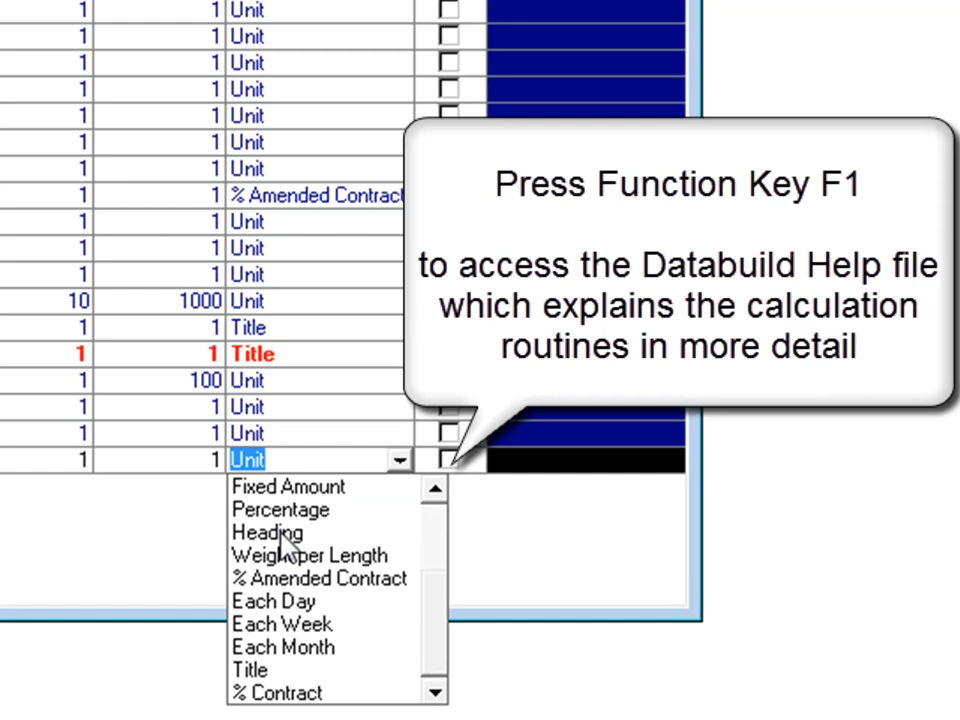 1 1 Unit
1 1 Unit
1 1 Unit
1 1 Unit
1 1 Unit
1 1 Unit
1 1 Unit
1 1 % Amended Contract
1 1 Unit
1 1 Unit
1 1 Unit
10 1000 Unit
1 1 Title
1 1 Title
1 100 Unit
1 1 Unit
1 1 Unit
1 1 Unit
Fixed Amount
Percentage
Heading
Weight per Length
% Amended Contract
Each Day
Each Week
Each Month
Title
% Contract
Press Function Key F1
to access the Databuild Help file
which explains the calculation
routines in more detail